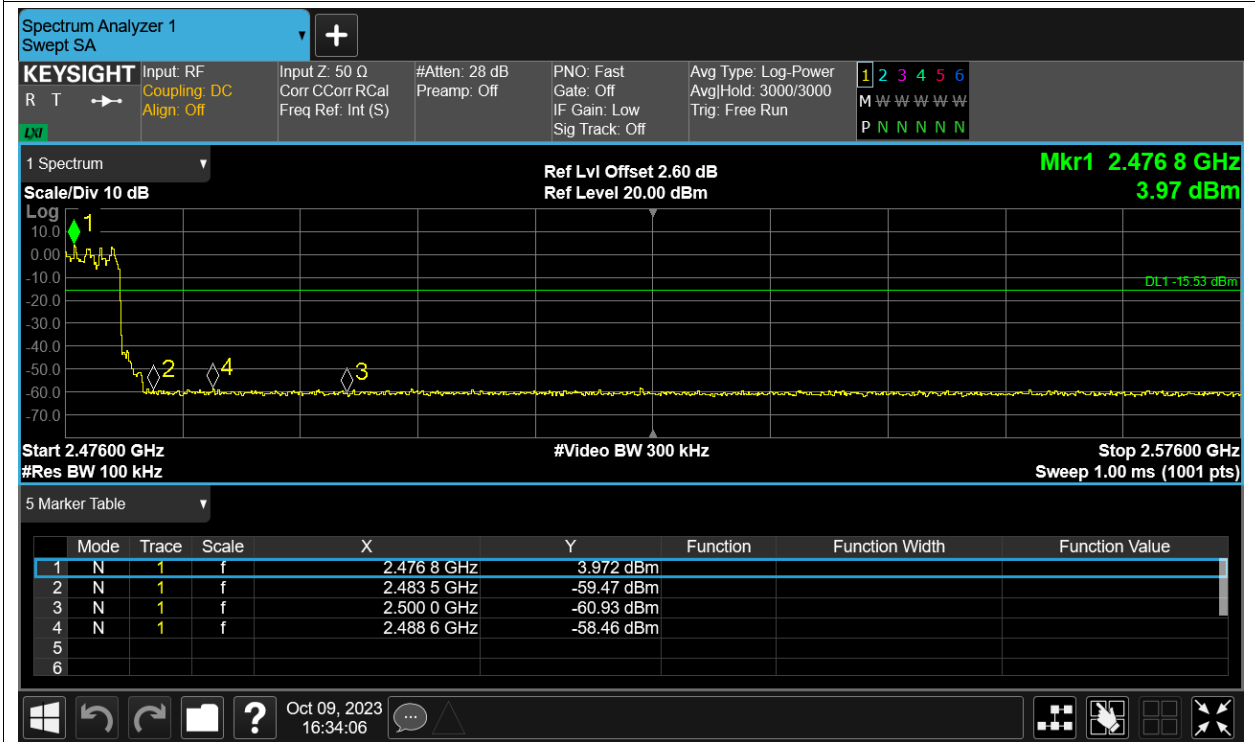 Spectrum Analyzer 1
Swept SA
+
KEYSIGHT Input: RF Input Z: 50 Ω #Atten: 28 dB PNO: Fast Avg Type: Log-Power 1 2 3 4 5 6
R T Coupling: DC Corr CCorr RCal Preamp: Off Gate: Off Avg|Hold: 3000/3000 M W W W W W
Align: Off Freq Ref: Int (S) IF Gain: Low Trig: Free Run
LXI Sig Track: Off P N N N N N
1 Spectrum Ref Lvl Offset 2.60 dB Mkr1 2.476 8 GHz
Scale/Div 10 dB Ref Level 20.00 dBm 3.97 dBm
Log
1
10.0
0.00
-10.0
DL1 -15.53 dBm
-20.0
-30.0
-40.0
-50.0 2 4 3
-60.0
-70.0
Start 2.47600 GHz #Video BW 300 kHz Stop 2.57600 GHz
#Res BW 100 kHz Sweep 1.00 ms (1001 pts)
5 Marker Table
Mode Trace Scale X Y Function Function Width Function Value
1 N 1 f 2.476 8 GHz 3.972 dBm
2 N 1 f 2.483 5 GHz -59.47 dBm
3 N 1 f 2.500 0 GHz -60.93 dBm
4 N 1 f 2.488 6 GHz -58.46 dBm
5
6
? Oct 09, 2023
16:34:06